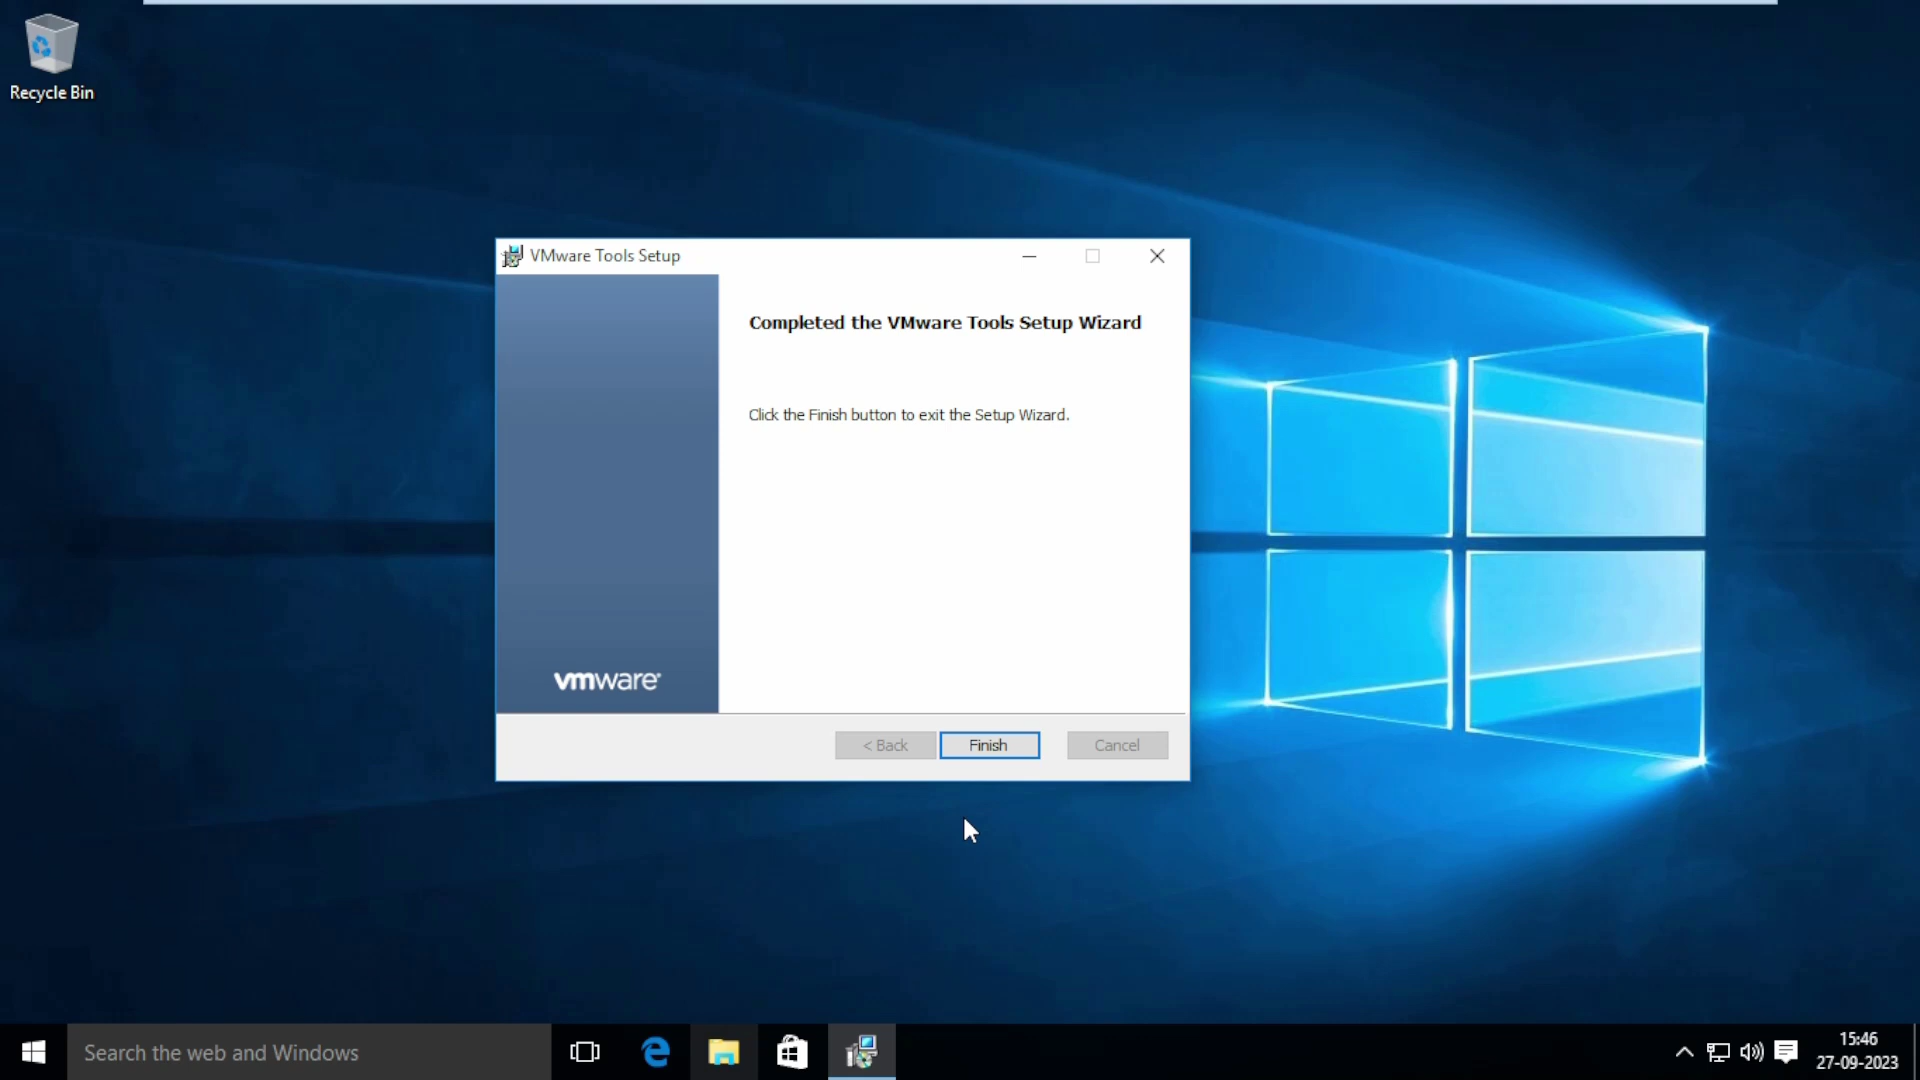 Recycle Bin
VMware Tools Setup
Completed the VMware Tools Setup Wizard
Click the Finish button to exit the Setup Wizard.
vmware
< Back
Finish
Cancel
Search the web and Windows
15:46
27-09-2023